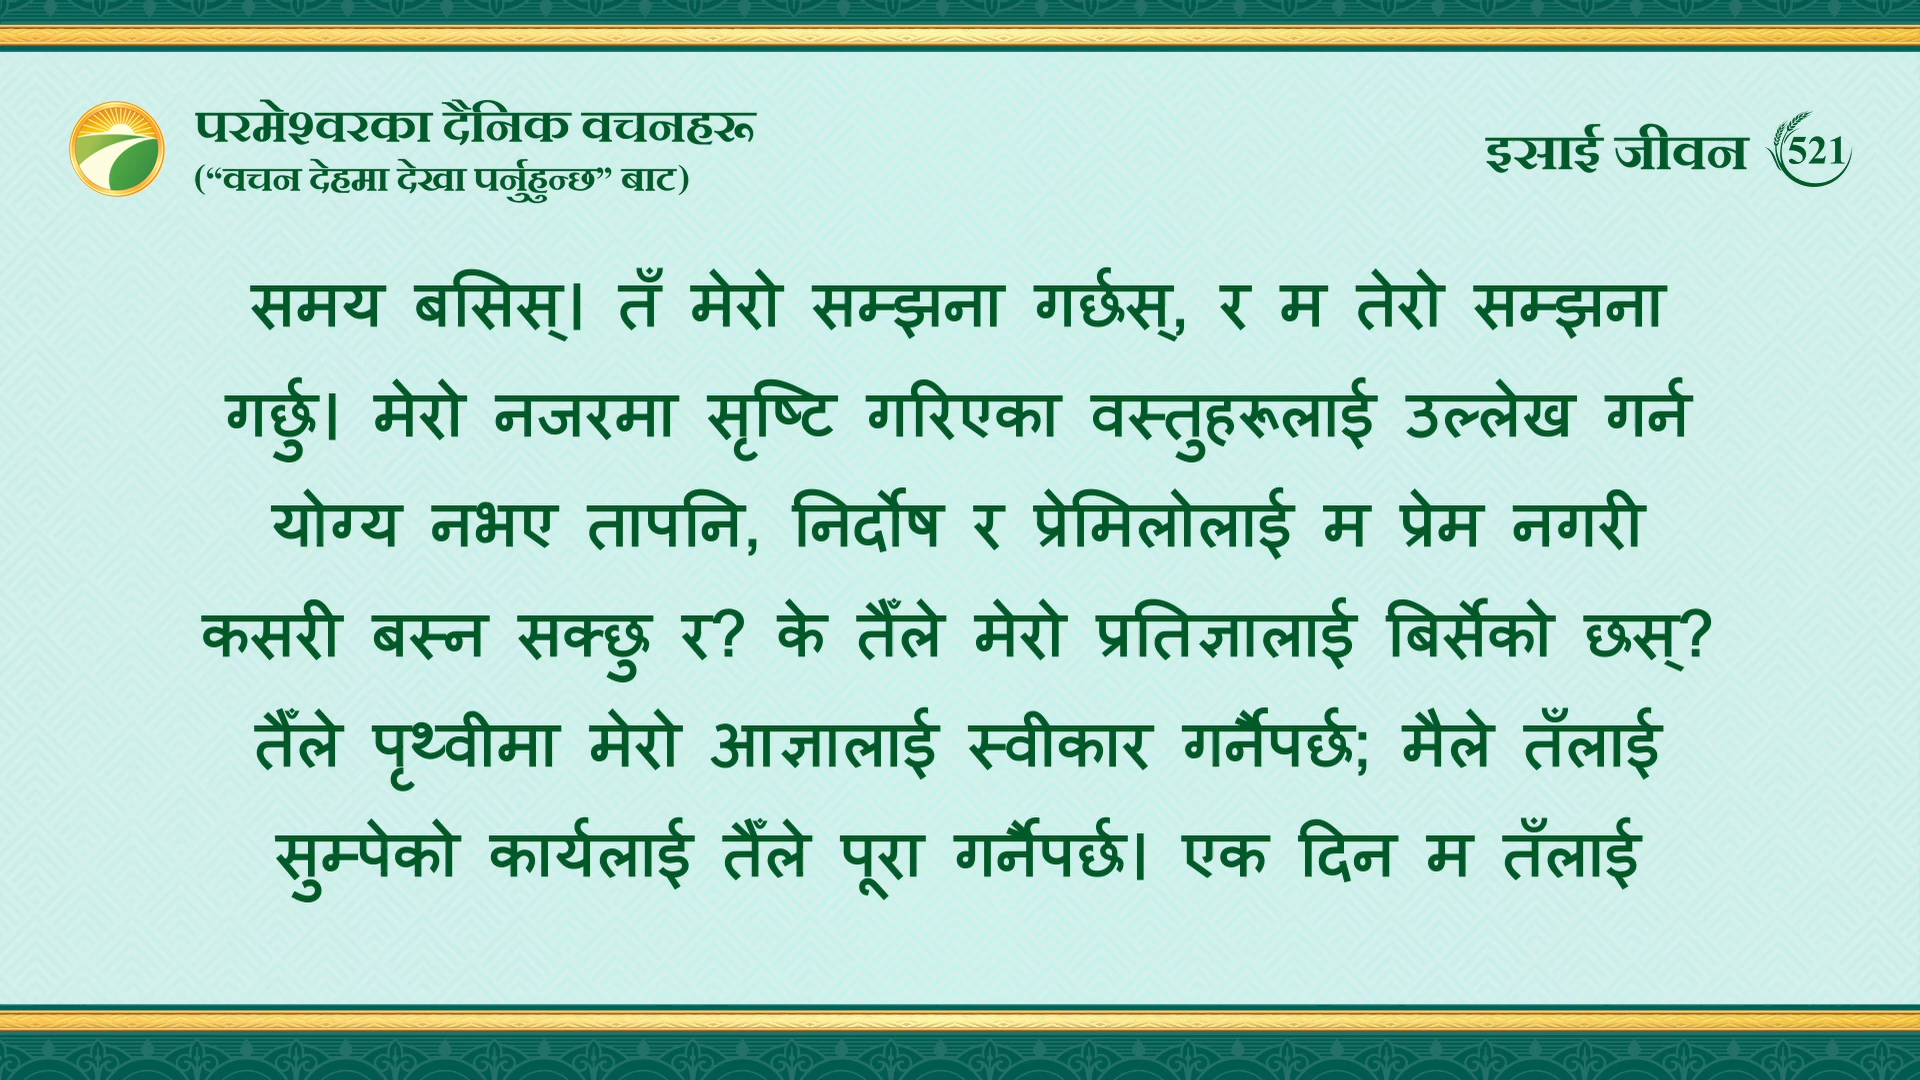 परमेश्वरका दैनिक वचनहरू
(“वचन देहमा देखा पर्नुहुन्छ” बाट)
इसाई जीवन 521
समय बसिस्। तँ मेरो सम्झना गर्छस्, र म तेरो सम्झना
गर्छु। मेरो नजरमा सृष्टि गरिएका वस्तुहरूलाई उल्लेख गर्न
योग्य नभए तापनि, निर्दोष र प्रेमिलोलाई म प्रेम नगरी
कसरी बस्न सक्छु र? के तैँले मेरो प्रतिज्ञालाई बिर्सेको छस्?
तैँले पृथ्वीमा मेरो आज्ञालाई स्वीकार गर्नैपर्छ; मैले तँलाई
सुम्पेको कार्यलाई तैँले पूरा गर्नैपर्छ। एक दिन म तँलाई